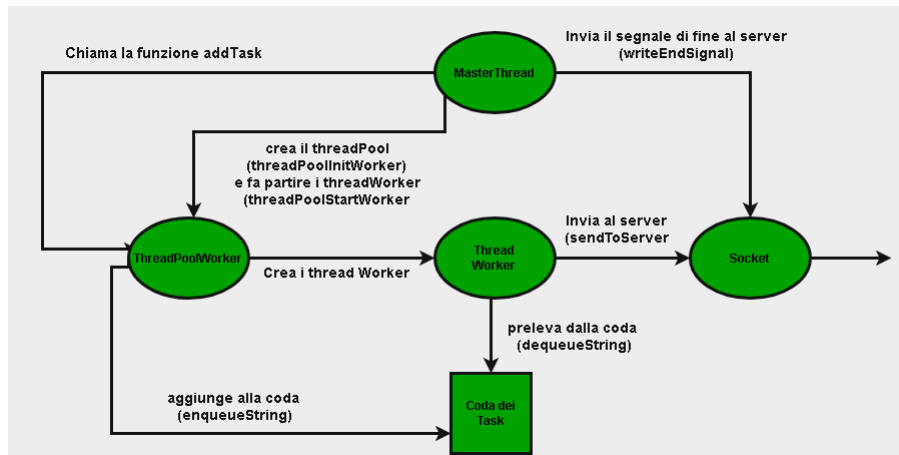 Invia il segnale di fine al server
(writeEndSignal)
Chiama la funzione addTask
MasterThread
crea il threadPool
(threadPoolInitWorker)
e fa partire i threadWorker
(threadPoolStartWorker
Invia al server
(sendToServer
ThreadPoolWorker
Thread
Worker
Socket
Crea i thread Worker
preleva dalla coda
(dequeueString)
aggiunge alla coda
(enqueueString)
Coda dei
Task